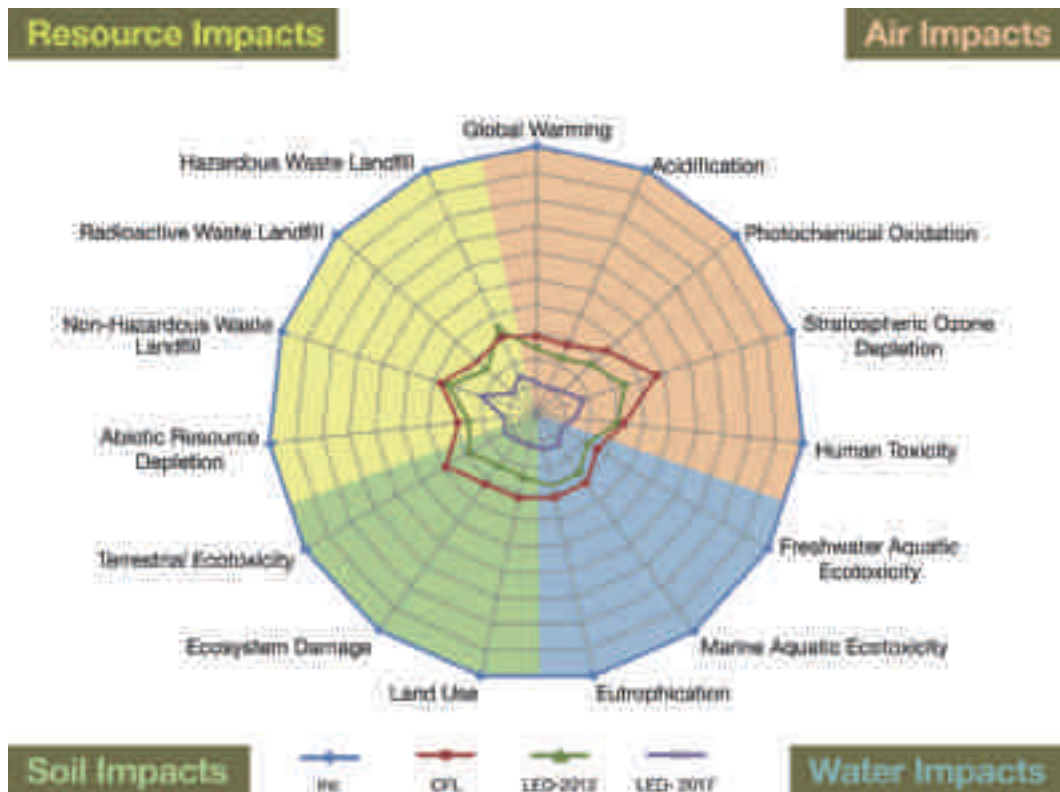 Resource Impacts
Air Impacts
Global Warming
Hazardous Waste Landfill
Acidification
Radioactive Waste Landfill
Photochemical Oxidation
Non-Hazardous Waste
Landfill
Stratospheric Ozone
Depletion
Abiotic Resource
Depletion
Human Toxicity
Terrestrial Ecotoxicity
Freshwater Aquatic
Ecotoxicity
Ecosystem Damage
Marine Aquatic Ecotoxicity
Land Use
Eutrophication
Soil Impacts
Inc
CFL
LED-2012
LED- 2017
Water Impacts